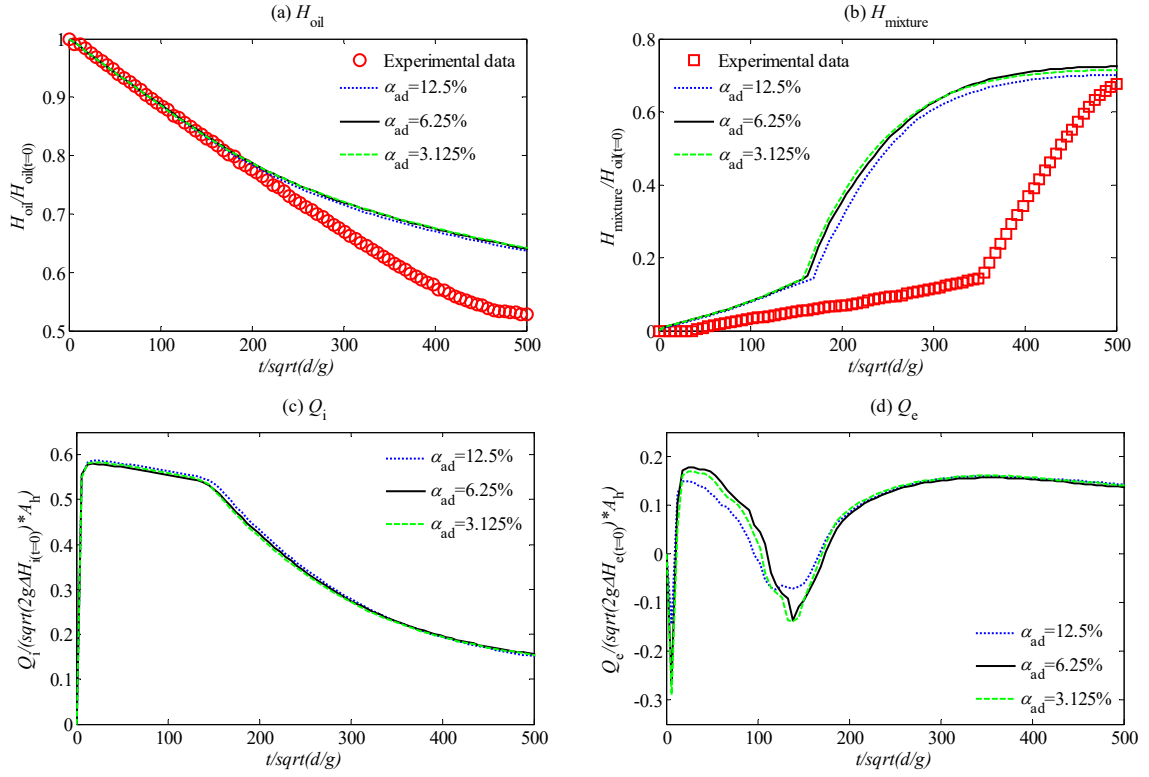 (a) H_oil
1
0.9
0.8
0.7
0.6
0.5
0 100 200 300 400 500
H_oil/H_oil(t=0)
t/sqrt(d/g)
Experimental data
α_ad=12.5%
α_ad=6.25%
α_ad=3.125%
(b) H_mixture
0.8
0.6
0.4
0.2
0
0 100 200 300 400 500
H_mixture/H_oil(t=0)
t/sqrt(d/g)
Experimental data
α_ad=12.5%
α_ad=6.25%
α_ad=3.125%
(c) Q_i
0.6
0.5
0.4
0.3
0.2
0.1
0
0 100 200 300 400 500
Q_i/(sqrt(2gΔH_i(t=0))*A_h)
t/sqrt(d/g)
α_ad=12.5%
α_ad=6.25%
α_ad=3.125%
(d) Q_e
0.2
0.1
0
-0.1
-0.2
-0.3
0 100 200 300 400 500
Q_e/(sqrt(2gΔH_e(t=0))*A_h)
t/sqrt(d/g)
α_ad=12.5%
α_ad=6.25%
α_ad=3.125%